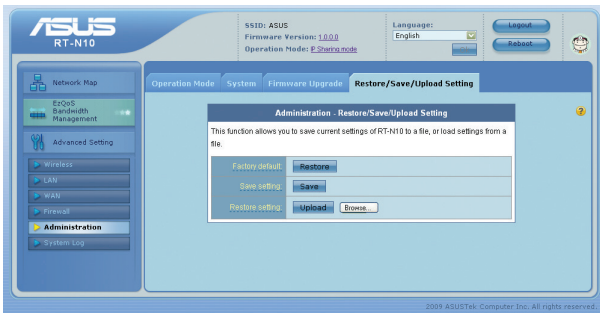 ASUS
RT-N10
SSID: ASUS
Firmware Version: 1.0.0.0
Operation Mode: IP Sharing mode
Language:
English
Logout
Reboot
Network Map
EzQoS
Bandwidth
Management
Advanced Setting
Wireless
LAN
WAN
Firewall
Administration
System Log
Operation Mode System Firmware Upgrade Restore/Save/Upload Setting
Administration - Restore/Save/Upload Setting
This function allows you to save current settings of RT-N10 to a file, or load settings from a
file.
Factory default: Restore
Save setting: Save
Restore setting: Upload Browse...
?
2009 ASUSTek Computer Inc. All rights reserved.